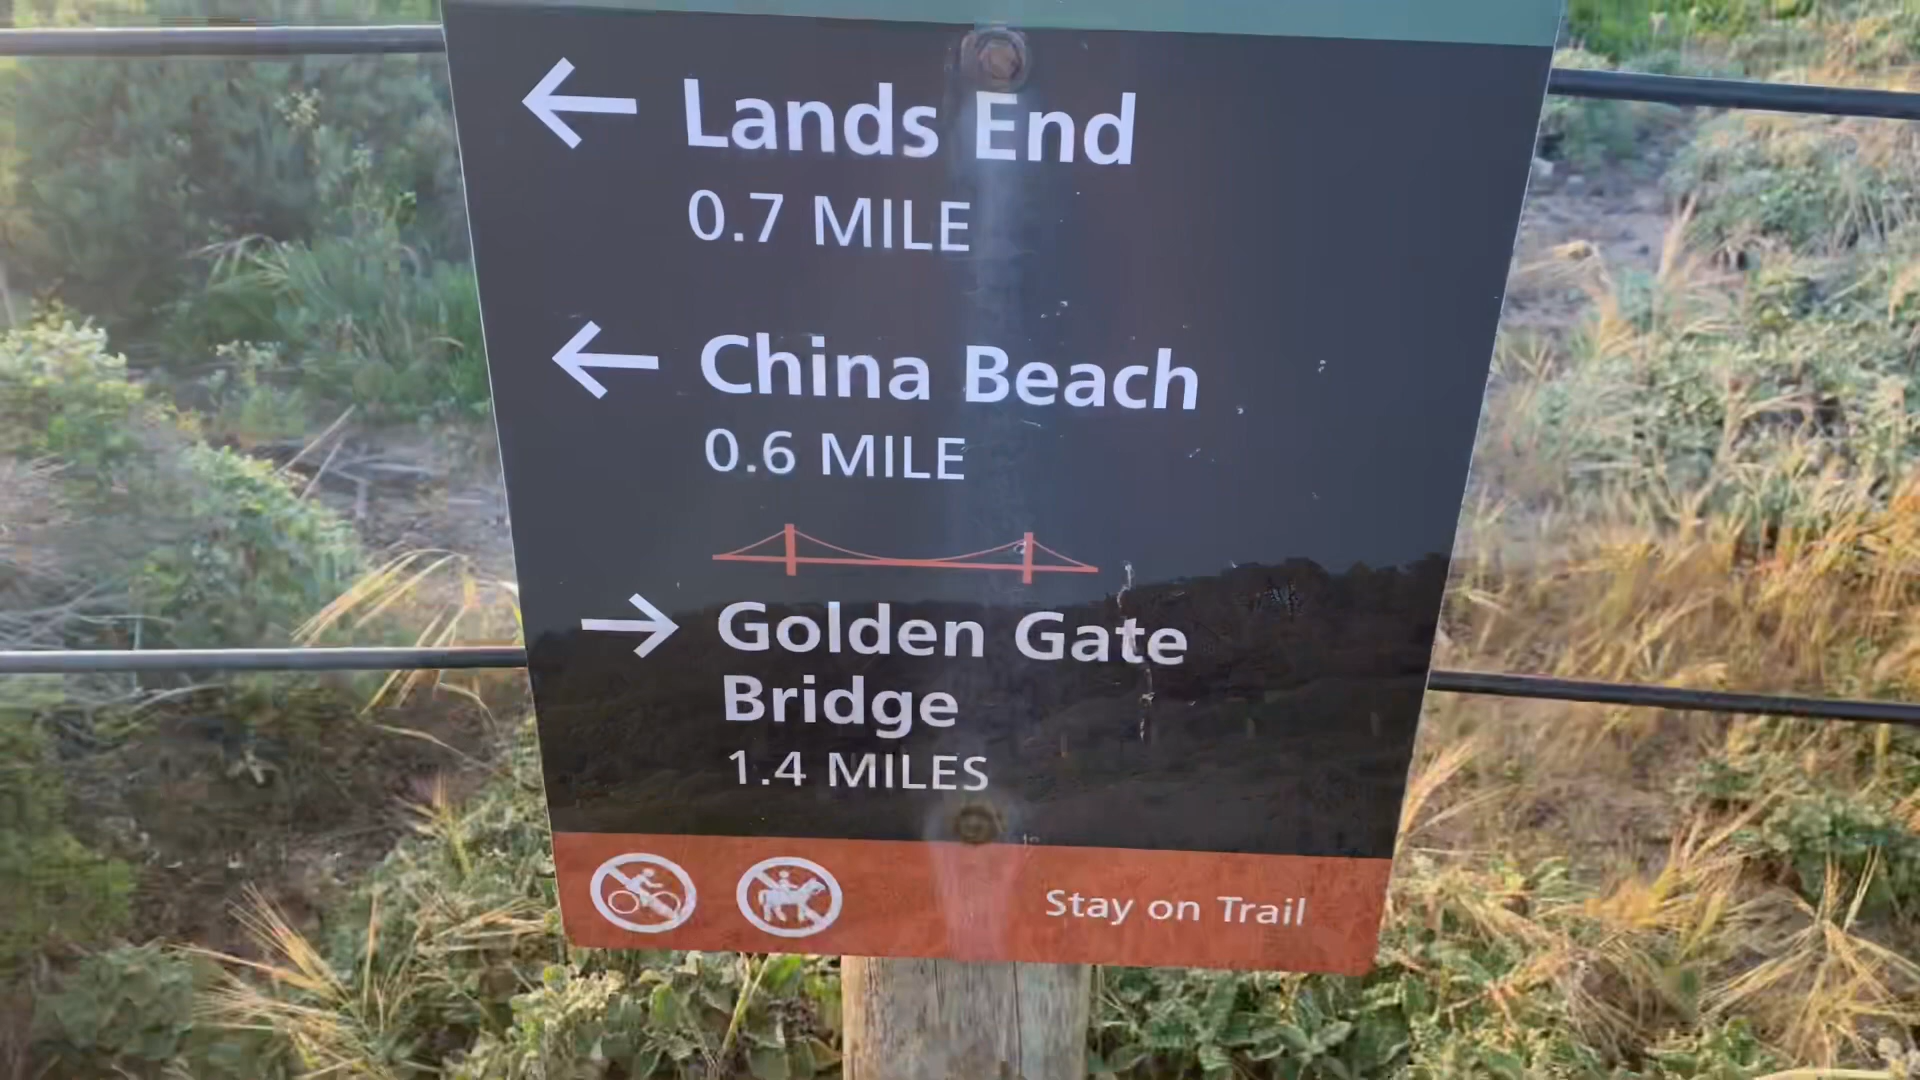 Lands End
0.7 MILE
China Beach
0.6 MILE
Golden Gate
Bridge
1.4 MILES
Stay on Trail